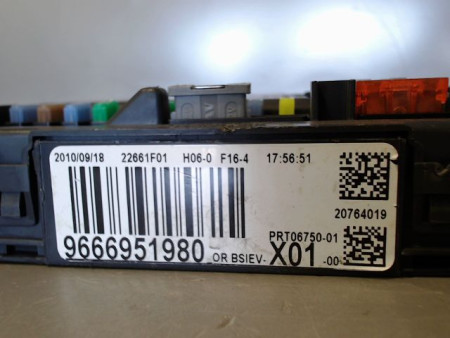 2010/09/18 22661F01 H06-0 F16-4 17:56:51
20764019
PRT06750-01
9666951980 OR BSIEV- X01 -00